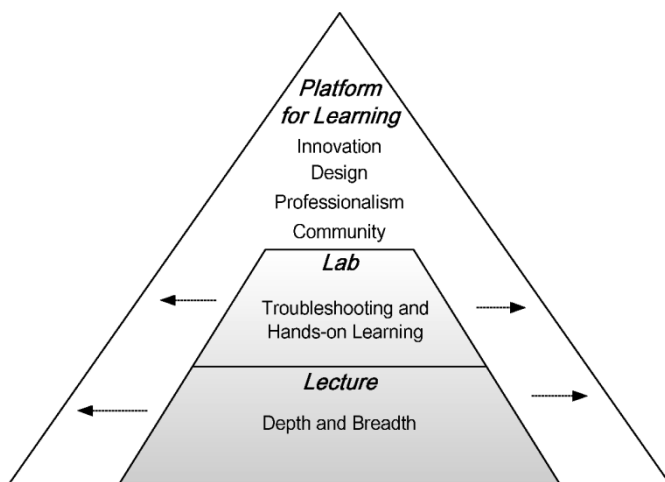 Platform
for Learning
Innovation
Design
Professionalism
Community
Lab
Troubleshooting and
Hands-on Learning
Lecture
Depth and Breadth